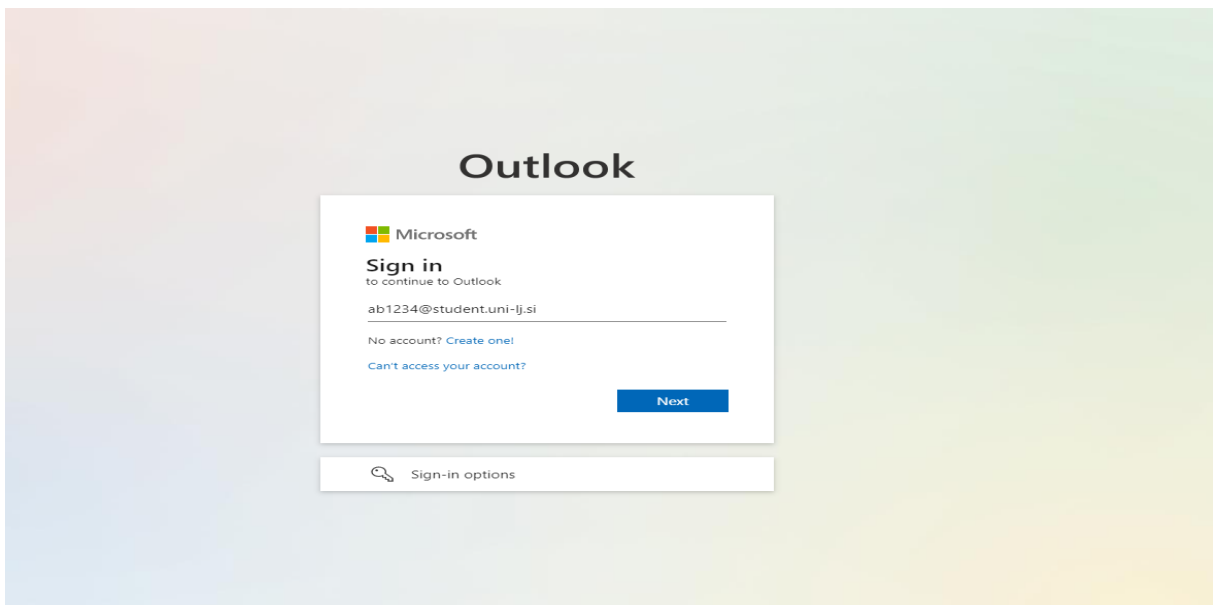 Outlook
Microsoft
Sign in
to continue to Outlook
ab1234@student.uni-lj.si
No account? Create one!
Can't access your account?
Next
Sign-in options